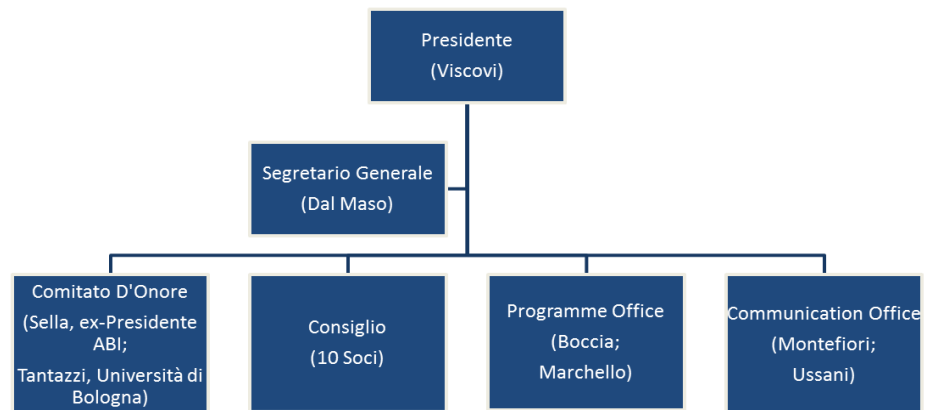 Presidente
(Viscovi)
Segretario Generale
(Dal Maso)
Comitato D'Onore
(Sella, ex-Presidente
ABI;
Tantazzi, Università di
Bologna)
Consiglio
(10 Soci)
Programme Office
(Boccia;
Marchello)
Communication Office
(Montefiori;
Ussani)